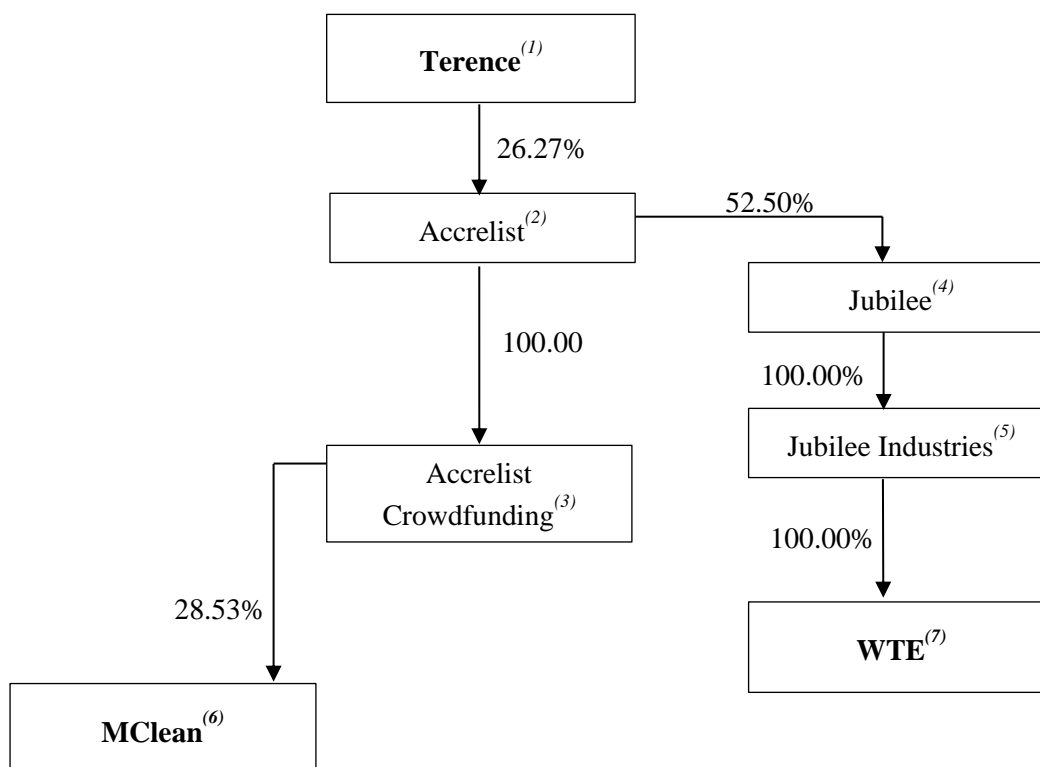 Terence(1)
26.27%
Accrelist(2)
52.50%
Jubilee(4)
100.00
100.00%
Jubilee Industries(5)
Accrelist
Crowdfunding(3)
100.00%
28.53%
WTE(7)
MClean(6)